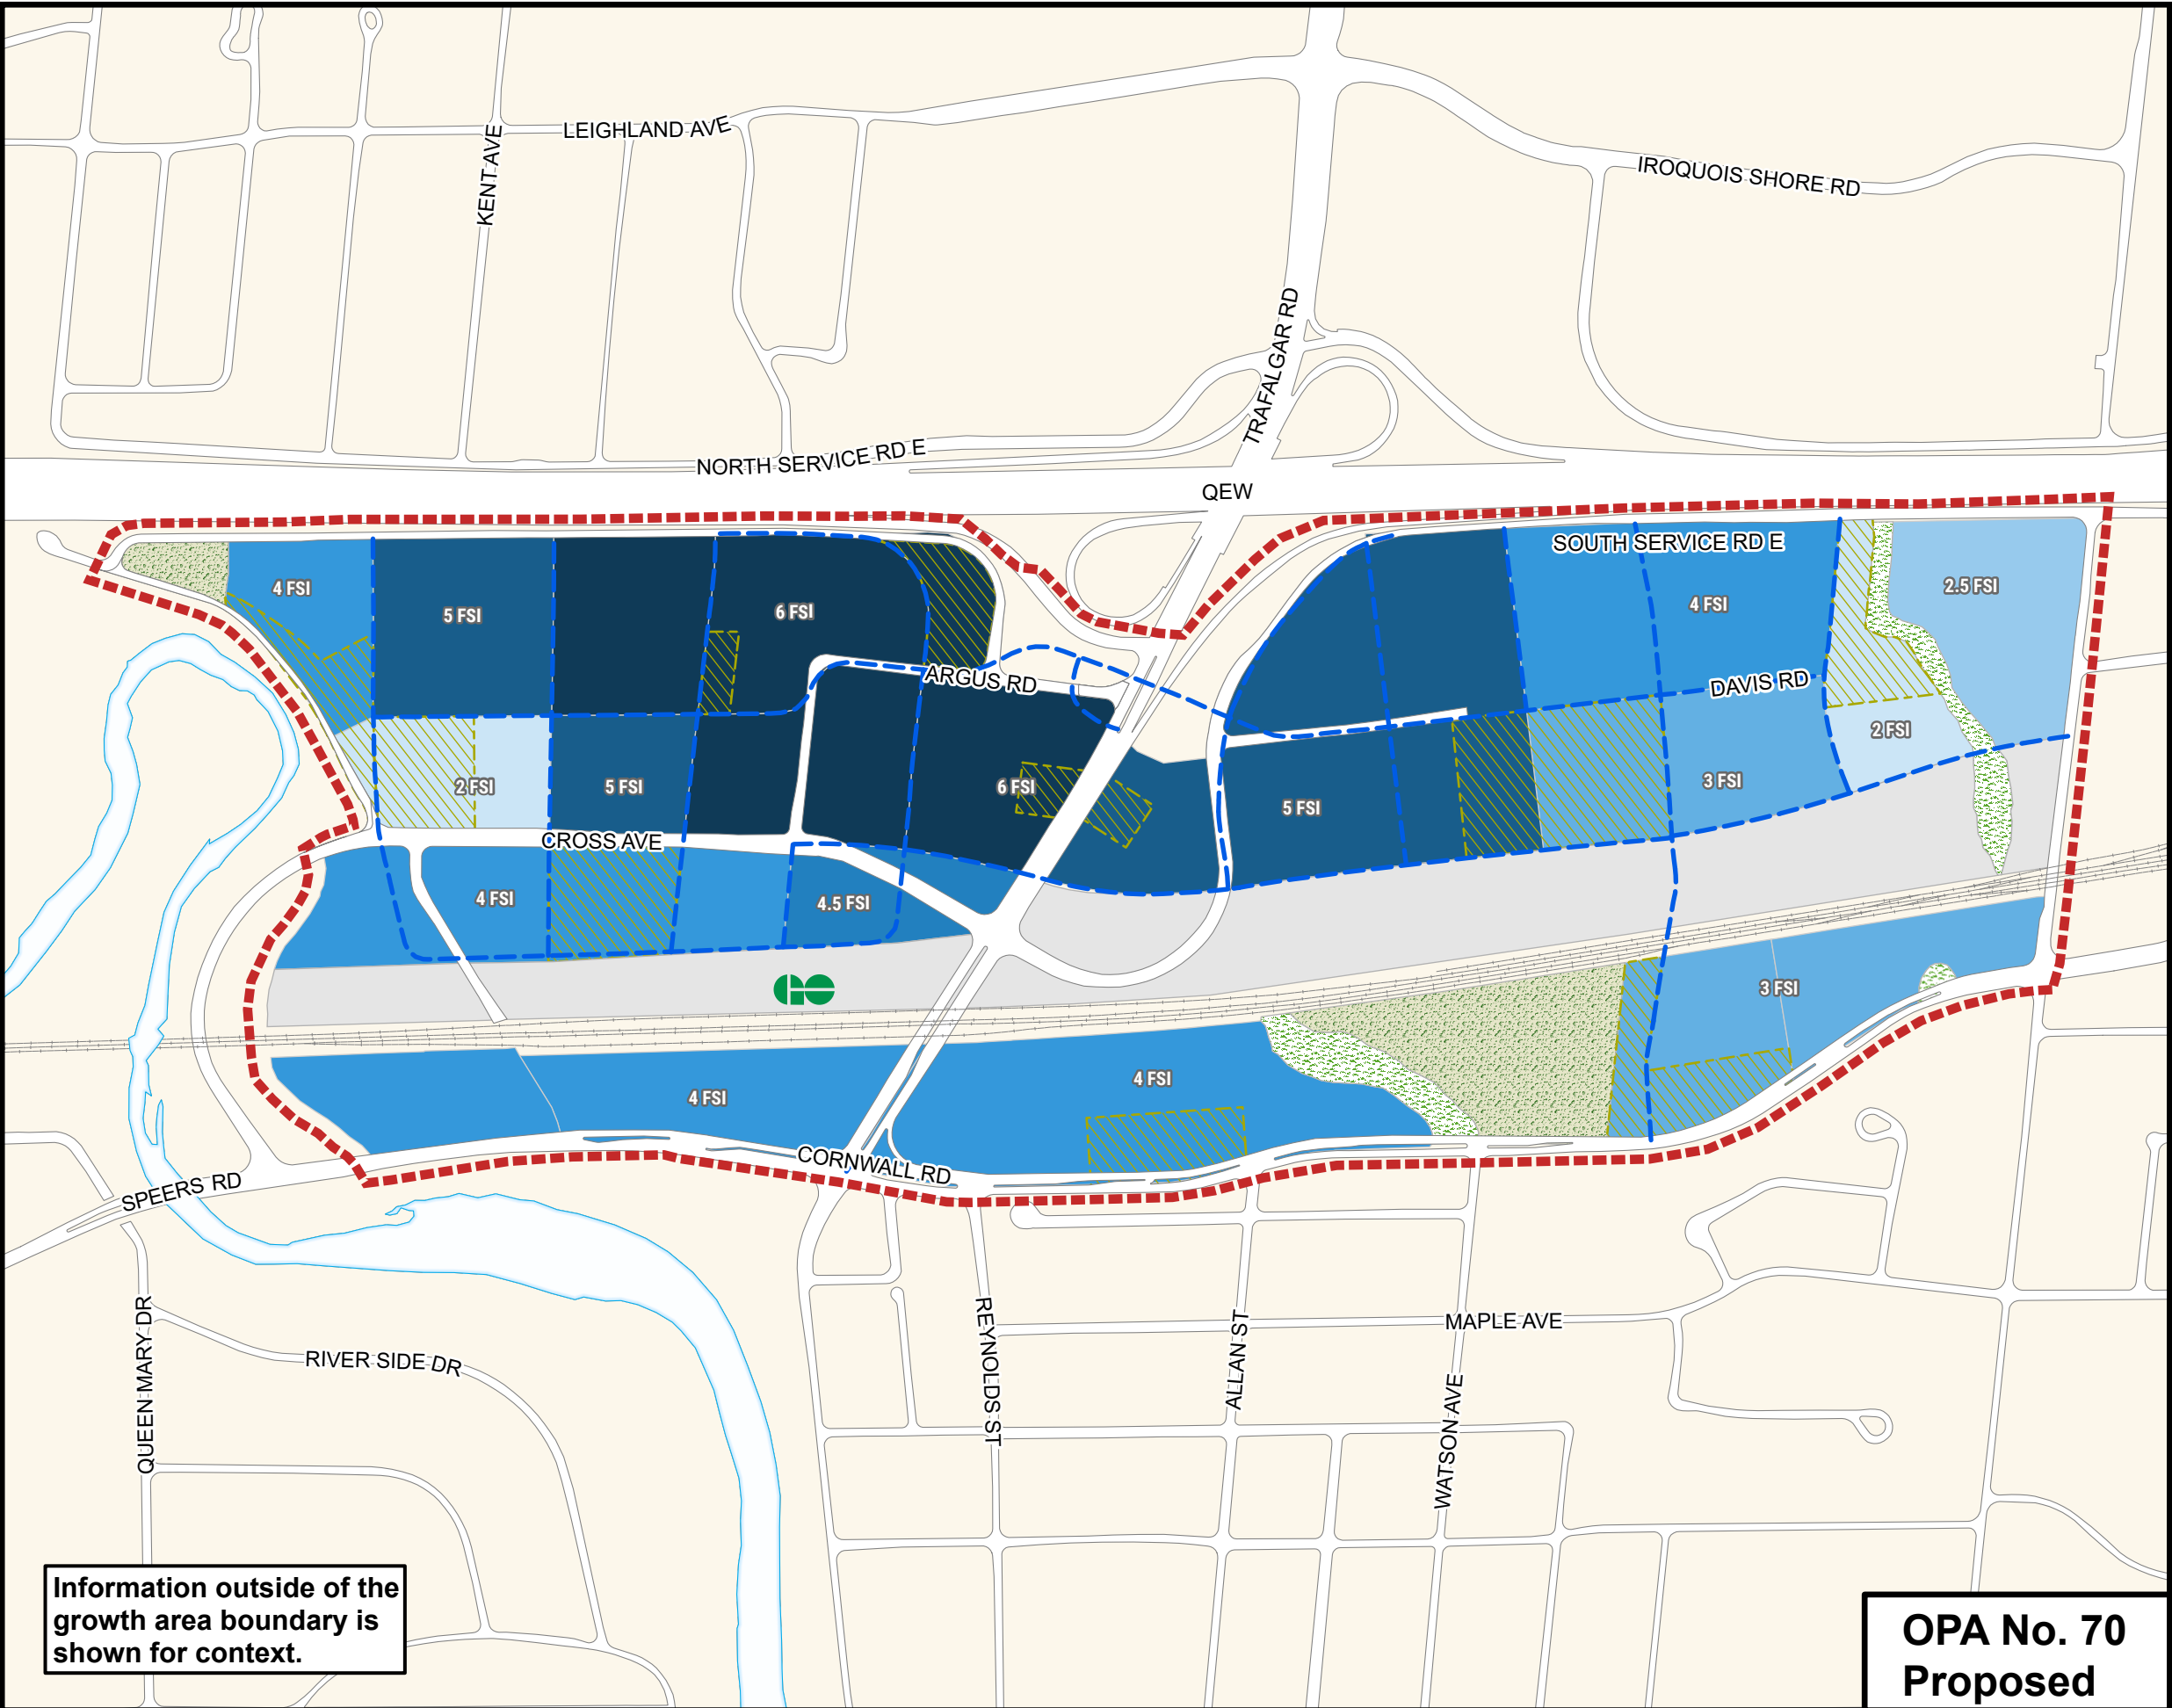 LEIGHLAND AVE
KENT AVE
IROQUOIS SHORE RD
TRAFALGAR RD
NORTH SERVICE RD E
QEW
SOUTH SERVICE RD E
4 FSI
5 FSI
6 FSI
4 FSI
2.5 FSI
ARGUS RD
DAVIS RD
2 FSI
2 FSI
5 FSI
6 FSI
5 FSI
3 FSI
CROSS AVE
4 FSI
4.5 FSI
GO
3 FSI
4 FSI
4 FSI
CORNWALL RD
SPEERS RD
QUEEN MARY DR
RIVER SIDE DR
REYNOLDS ST
ALLAN ST
MAPLE AVE
WATSON AVE
Information outside of the
growth area boundary is
shown for context.
OPA No. 70
Proposed